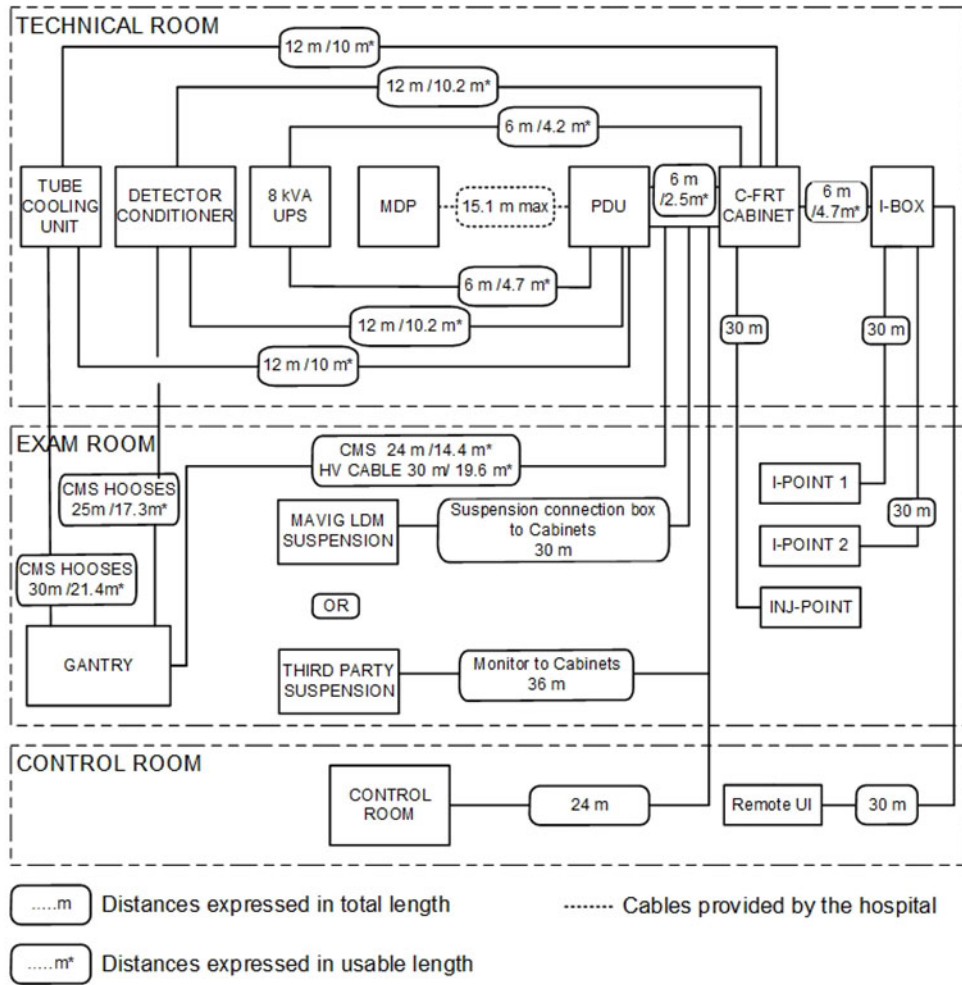 TECHNICAL ROOM
12 m /10 m*
12 m /10.2 m*
6 m /4.2 m*
TUBE
COOLING
UNIT
DETECTOR
CONDITIONER
8 kVA
UPS
MDP
15.1 m max
PDU
6 m
/2.5m*
C-FRT
CABINET
6 m
/4.7m*
I-BOX
6 m /4.7 m*
12 m /10.2 m*
12 m /10 m*
30 m
30 m
EXAM ROOM
CMS 24 m /14.4 m*
HV CABLE 30 m/ 19.6 m*
CMS HOOSES
25m /17.3m*
I-POINT 1
MAVIG LDM
SUSPENSION
Suspension connection box
to Cabinets
30 m
30 m
I-POINT 2
CMS HOOSES
30m /21.4m*
OR
INJ-POINT
GANTRY
THIRD PARTY
SUSPENSION
Monitor to Cabinets
36 m
CONTROL ROOM
CONTROL
ROOM
24 m
Remote UI
30 m
.....m
Distances expressed in total length
Cables provided by the hospital
.....m*
Distances expressed in usable length